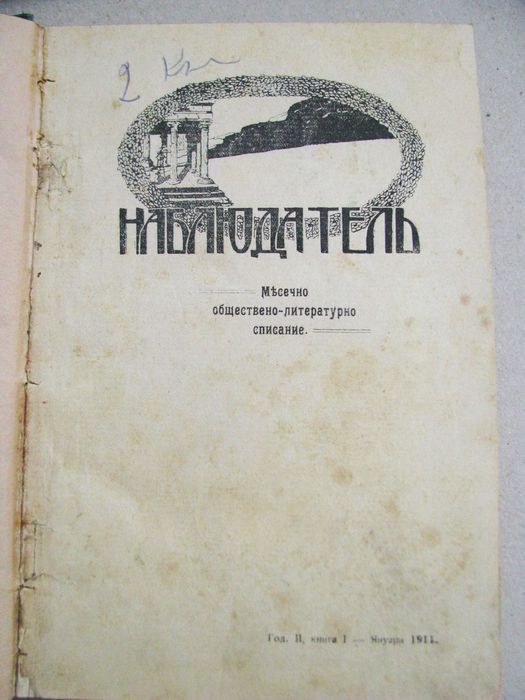 2 Кн
НАБЛЮДАТЕЛЬ
Мѣсечно
обществено-литературно
списание.
Год. II, книга I — Януари 1911.